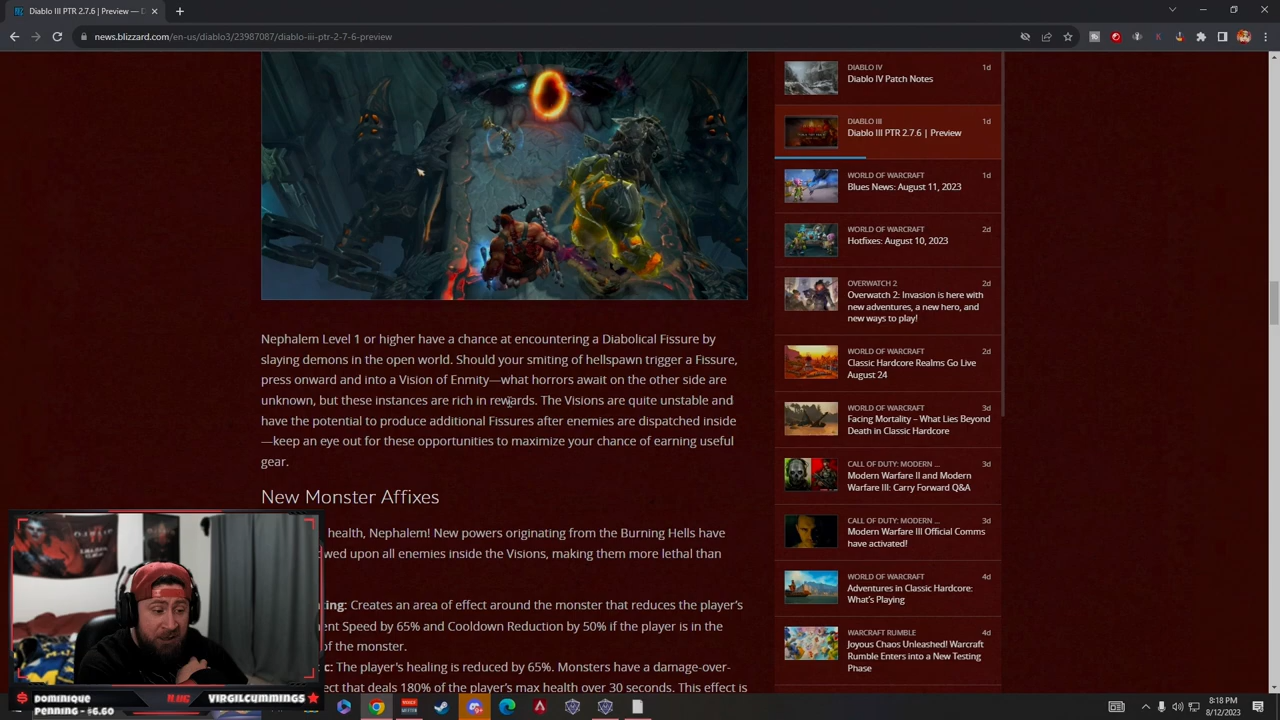 Diablo III PTR 2.7.6 | Preview —
news.blizzard.com/en-us/diablo3/23987087/diablo-iii-ptr-2-7-6-preview
Nephalem Level 1 or higher have a chance at encountering a Diabolical Fissure by
slaying demons in the open world. Should your smiting of hellspawn trigger a Fissure,
press onward and into a Vision of Enmity—what horrors await on the other side are
unknown, but these instances are rich in rewards. The Visions are quite unstable and
have the potential to produce additional Fissures after enemies are dispatched inside
—keep an eye out for these opportunities to maximize your chance of earning useful
gear.
New Monster Affixes
health, Nephalem! New powers originating from the Burning Hells have
owed upon all enemies inside the Visions, making them more lethal than
ting: Creates an area of effect around the monster that reduces the player's
ent Speed by 65% and Cooldown Reduction by 50% if the player is in the
of the monster.
c: The player's healing is reduced by 65%. Monsters have a damage-over-
ect that deals 180% of the player's max health over 30 seconds. This effect is
DIABLO IV 1d
Diablo IV Patch Notes
DIABLO III 1d
Diablo III PTR 2.7.6 | Preview
WORLD OF WARCRAFT 1d
Blues News: August 11, 2023
WORLD OF WARCRAFT 2d
Hotfixes: August 10, 2023
OVERWATCH 2 2d
Overwatch 2: Invasion is here with
new adventures, a new hero, and
new ways to play!
WORLD OF WARCRAFT 2d
Classic Hardcore Realms Go Live
August 24
WORLD OF WARCRAFT 3d
Facing Mortality – What Lies Beyond
Death in Classic Hardcore
CALL OF DUTY: MODERN ... 3d
Modern Warfare II and Modern
Warfare III: Carry Forward Q&A
CALL OF DUTY: MODERN ... 3d
Modern Warfare III Official Comms
have activated!
WORLD OF WARCRAFT 4d
Adventures in Classic Hardcore:
What's Playing
WARCRAFT RUMBLE 4d
Joyous Chaos Unleashed! Warcraft
Rumble Enters into a New Testing
Phase
DOMINIQUE
PENNING - $6.60
VIRGILCUMMINGS
8:18 PM
8/12/2023